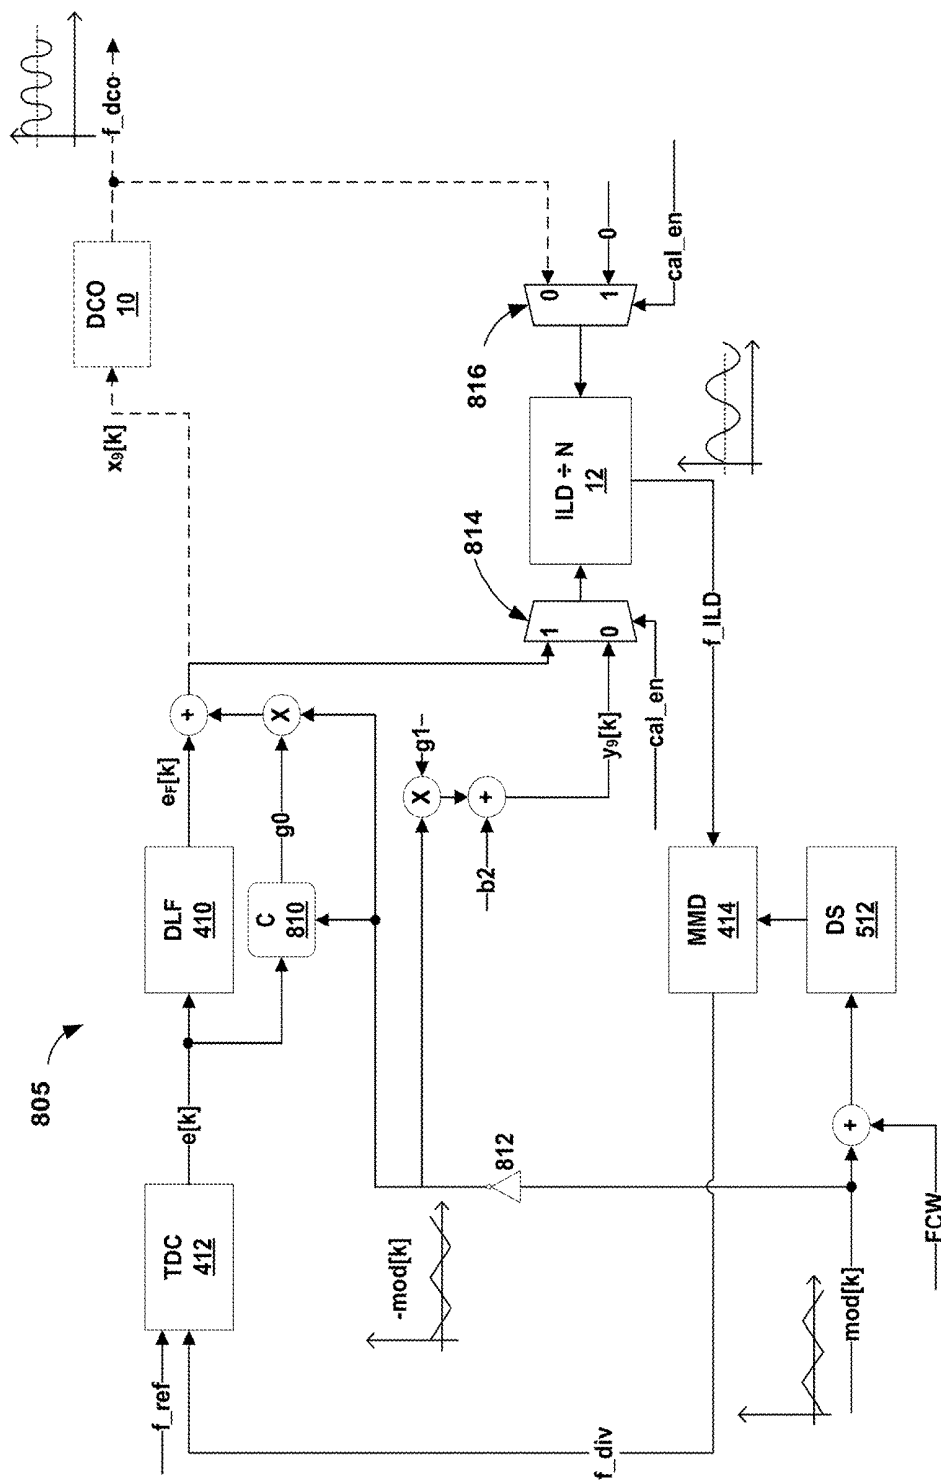 805
f_ref
TDC
412
e[k]
DLF
410
eF[k]
+
x9[k]
DCO
10
f_dco
C
810
g0
X
-mod[k]
X
g1
b2
+
y9[k]
814
1
0
cal_en
ILD ÷ N
12
816
0
1
0
cal_en
812
f_ILD
MMD
414
DS
512
f_div
mod[k]
+
FCW